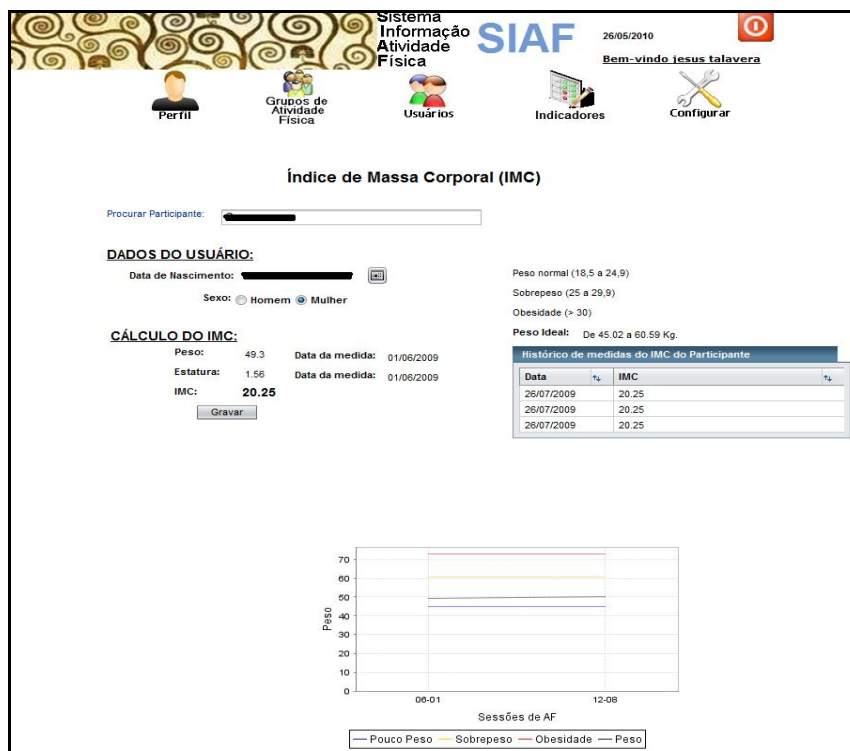 Sistema
Informação
Atividade
Física
SIAF
26/05/2010
Bem-vindo jesus talavera
Perfil
Grupos de
Atividade
Física
Usuários
Indicadores
Configurar
Índice de Massa Corporal (IMC)
Procurar Participante:
DADOS DO USUÁRIO:
Data de Nascimento:
Sexo: Homem Mulher
Peso normal (18,5 a 24,9)
Sobrepeso (25 a 29,9)
Obesidade (> 30)
Peso Ideal: De 45.02 a 60.59 Kg.
CÁLCULO DO IMC:
Peso: 49.3 Data da medida: 01/06/2009
Estatura: 1.56 Data da medida: 01/06/2009
IMC: 20.25
Gravar
Histórico de medidas do IMC do Participante
Data IMC
26/07/2009 20.25
26/07/2009 20.25
26/07/2009 20.25
70
60
50
40
30
20
10
0
Peso
06-01 12-08
Sessões de AF
Pouco Peso Sobrepeso Obesidade Peso